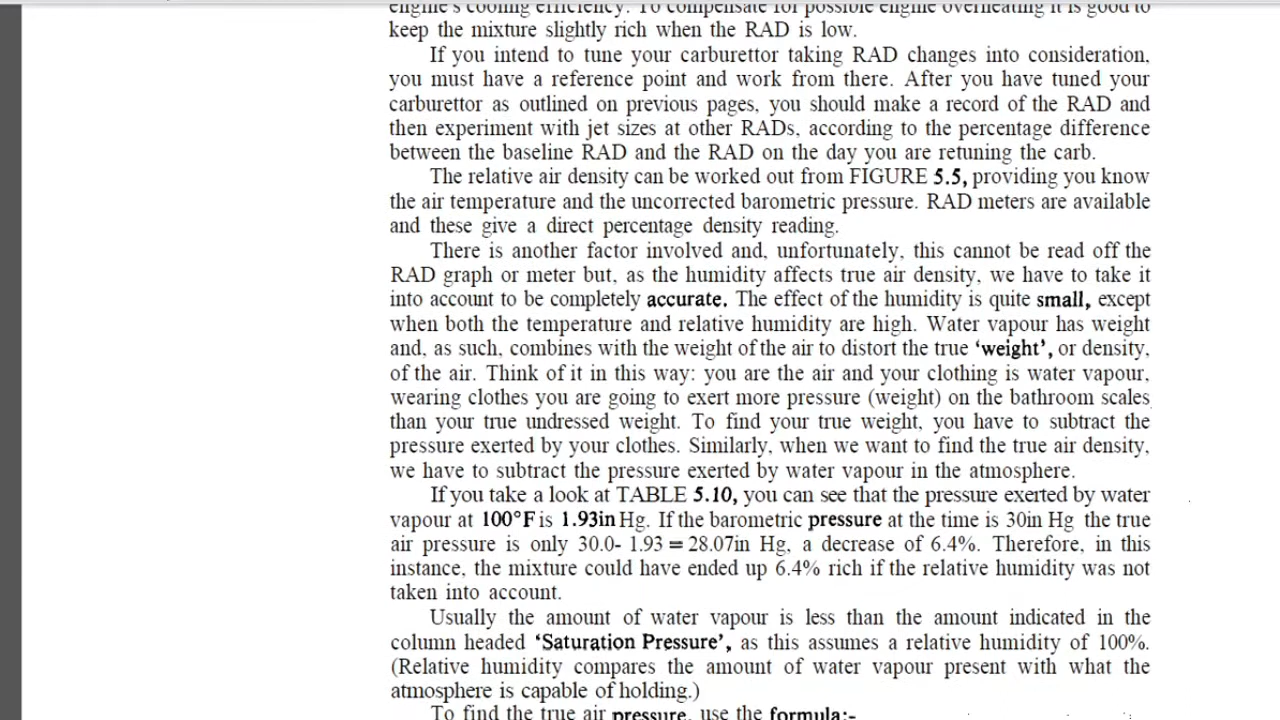 engine's cooling efficiency. To compensate for possible engine overheating it is good to
keep the mixture slightly rich when the RAD is low.
If you intend to tune your carburettor taking RAD changes into consideration,
you must have a reference point and work from there. After you have tuned your
carburettor as outlined on previous pages, you should make a record of the RAD and
then experiment with jet sizes at other RADs, according to the percentage difference
between the baseline RAD and the RAD on the day you are retuning the carb.
The relative air density can be worked out from FIGURE 5.5, providing you know
the air temperature and the uncorrected barometric pressure. RAD meters are available
and these give a direct percentage density reading.
There is another factor involved and, unfortunately, this cannot be read off the
RAD graph or meter but, as the humidity affects true air density, we have to take it
into account to be completely accurate. The effect of the humidity is quite small, except
when both the temperature and relative humidity are high. Water vapour has weight
and, as such, combines with the weight of the air to distort the true ‘weight’, or density,
of the air. Think of it in this way: you are the air and your clothing is water vapour,
wearing clothes you are going to exert more pressure (weight) on the bathroom scales
than your true undressed weight. To find your true weight, you have to subtract the
pressure exerted by your clothes. Similarly, when we want to find the true air density,
we have to subtract the pressure exerted by water vapour in the atmosphere.
If you take a look at TABLE 5.10, you can see that the pressure exerted by water
vapour at 100°F is 1.93in Hg. If the barometric pressure at the time is 30in Hg the true
air pressure is only 30.0- 1.93 = 28.07in Hg, a decrease of 6.4%. Therefore, in this
instance, the mixture could have ended up 6.4% rich if the relative humidity was not
taken into account.
Usually the amount of water vapour is less than the amount indicated in the
column headed ‘Saturation Pressure’, as this assumes a relative humidity of 100%.
(Relative humidity compares the amount of water vapour present with what the
atmosphere is capable of holding.)
To find the true air pressure, use the formula:-